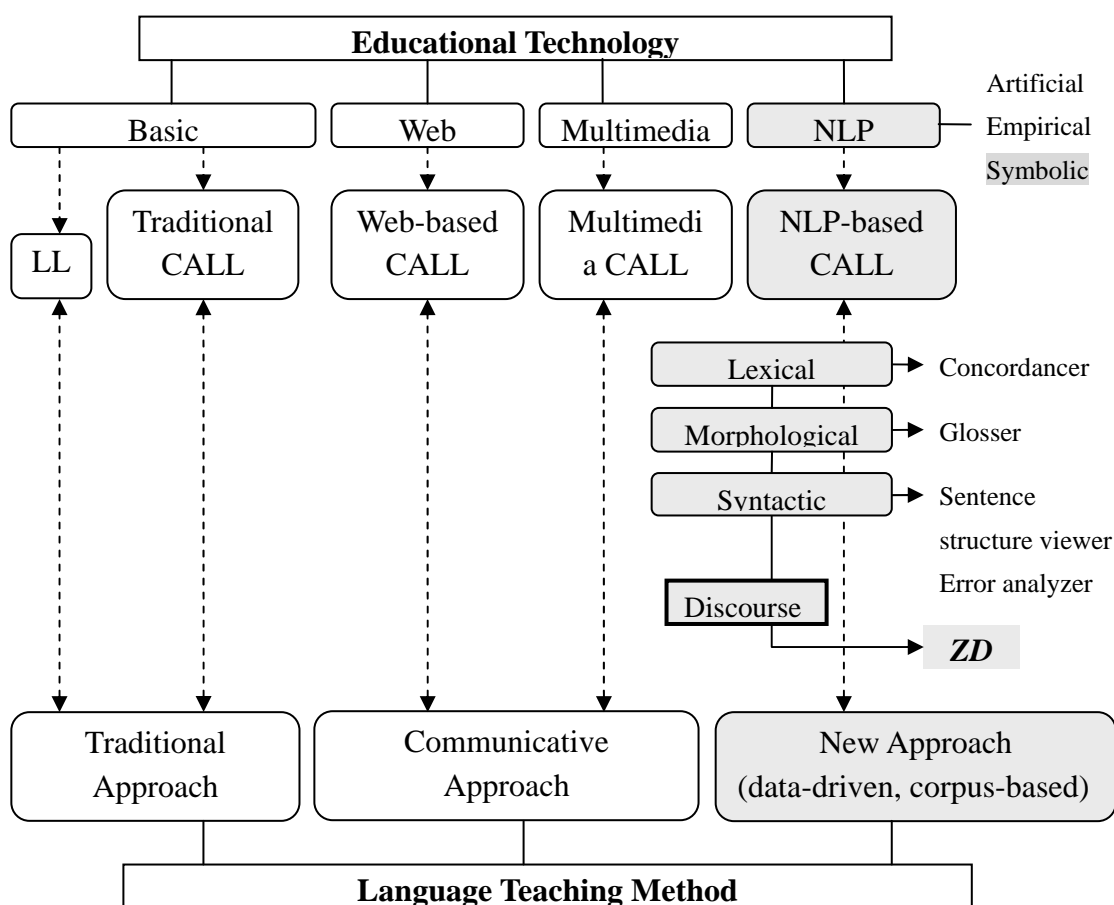 Educational Technology
Basic
Web
Multimedia
NLP
Artificial
Empirical
Symbolic
LL
Traditional
CALL
Web-based
CALL
Multimedi
a CALL
NLP-based
CALL
Lexical
Concordancer
Morphological
Glosser
Syntactic
Sentence
structure viewer
Error analyzer
Discourse
ZD
Traditional
Approach
Communicative
Approach
New Approach
(data-driven, corpus-based)
Language Teaching Method